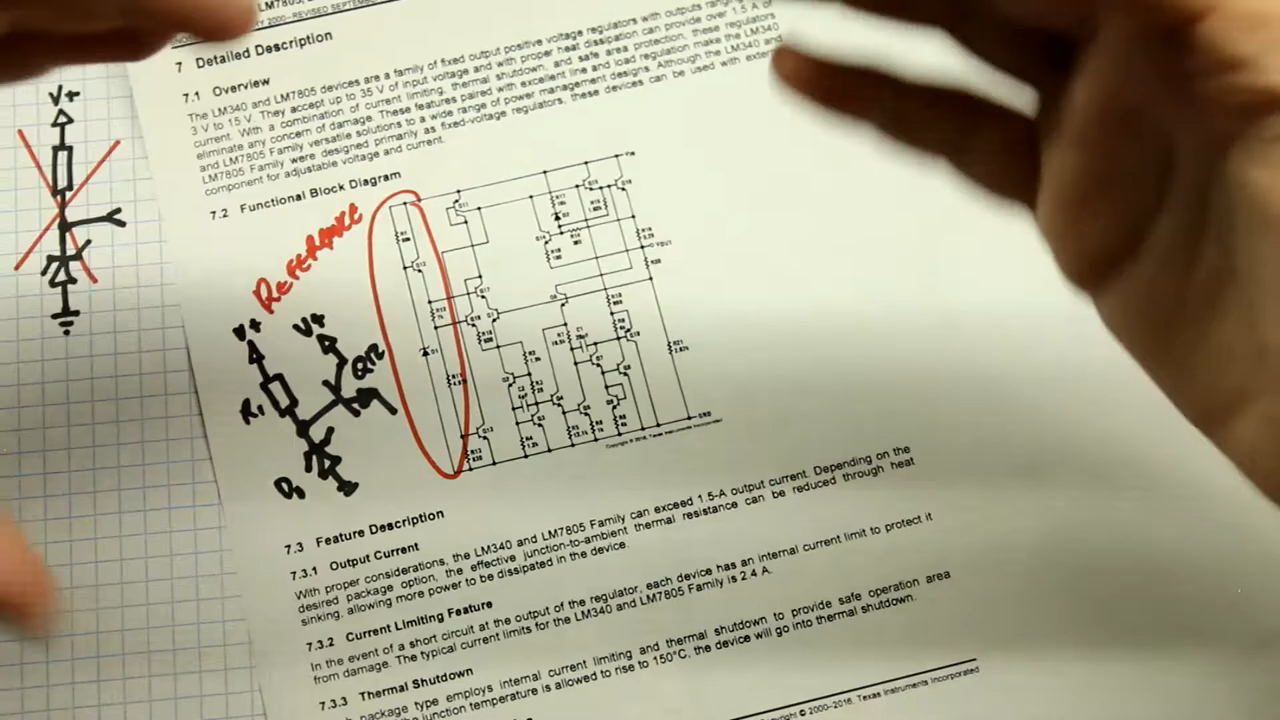 LM7805,
2000–REVISED SEPTEMB
7 Detailed Description
7.1 Overview
The LM340 and LM7805 devices are a family of fixed output positive voltage regulators with outputs ranging
3 V to 15 V. They accept up to 35 V of input voltage and with proper heat dissipation can provide over 1.5 A of
current. With a combination of current limiting, thermal shutdown, and safe area protection, these regulators
eliminate any concern of damage. These features paired with excellent line and load regulation make the LM340
and LM7805 Family versatile solutions to a wide range of power management designs. Although the LM340 and
LM7805 Family were designed primarily as fixed-voltage regulators, these devices can be used with extern
component for adjustable voltage and current.
7.2 Functional Block Diagram
V+
REFERANCE
V+
V+
R1
Q12
D1
VOUT
GND
Copyright © 2016, Texas Instruments Incorporated
7.3 Feature Description
7.3.1 Output Current
With proper considerations, the LM340 and LM7805 Family can exceed 1.5-A output current. Depending on the
desired package option, the effective junction-to-ambient thermal resistance can be reduced through heat
sinking, allowing more power to be dissipated in the device.
7.3.2 Current Limiting Feature
In the event of a short circuit at the output of the regulator, each device has an internal current limit to protect it
from damage. The typical current limits for the LM340 and LM7805 Family is 2.4 A.
7.3.3 Thermal Shutdown
package type employs internal current limiting and thermal shutdown to provide safe operation area
junction temperature is allowed to rise to 150°C, the device will go into thermal shutdown.
Copyright © 2000–2016, Texas Instruments Incorporated